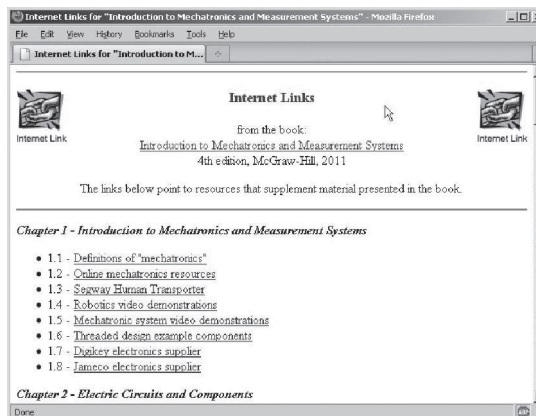 Internet Links for "Introduction to Mechatronics and Measurement Systems" - Mozilla Firefox
File Edit View History Bookmarks Tools Help
Internet Links for "Introduction to M...
Internet Links
Internet Link
Internet Link
from the book:
Introduction to Mechatronics and Measurement Systems
4th edition, McGraw-Hill, 2011
The links below point to resources that supplement material presented in the book.
Chapter 1 - Introduction to Mechatronics and Measurement Systems
1.1 - Definitions of "mechatronics"
1.2 - Online mechatronics resources
1.3 - Segway Human Transporter
1.4 - Robotics video demonstrations
1.5 - Mechatronic system video demonstrations
1.6 - Threaded design example components
1.7 - Digikey electronics supplier
1.8 - Jameco electronics supplier
Chapter 2 - Electric Circuits and Components
Done